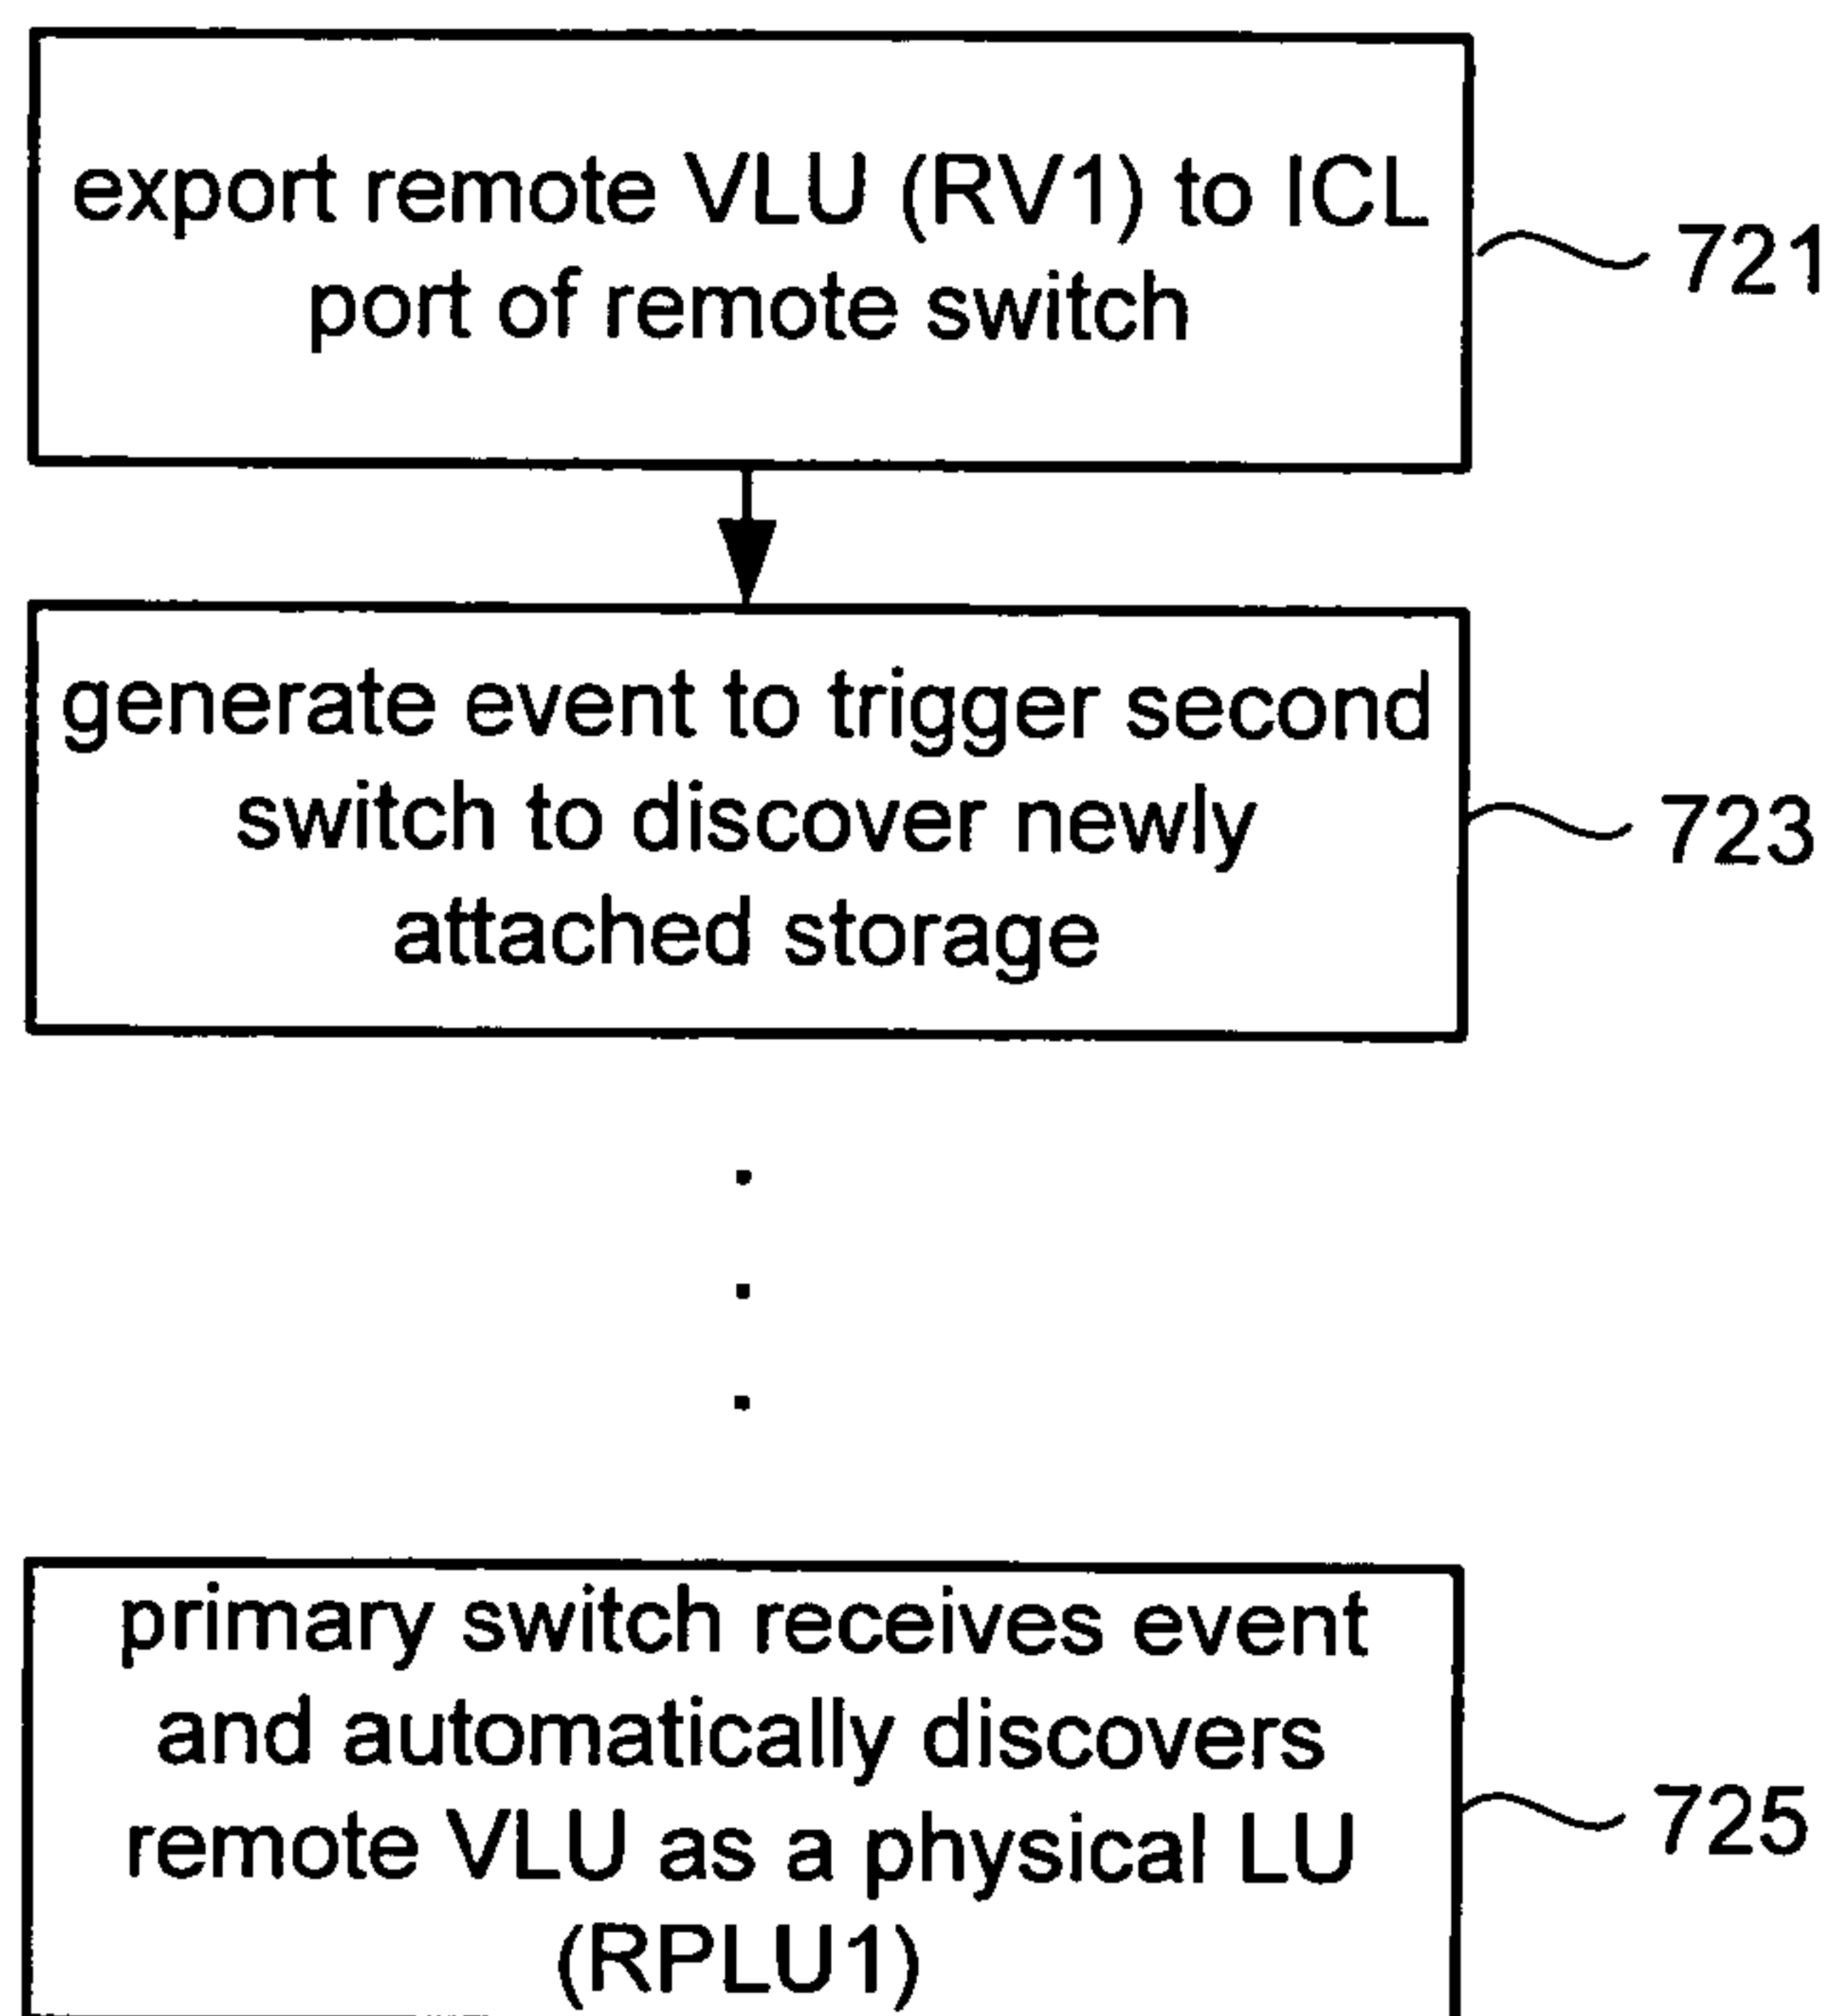 export remote VLU (RV1) to ICL
port of remote switch
721
generate event to trigger second
switch to discover newly
attached storage
723
primary switch receives event
and automatically discovers
remote VLU as a physical LU
(RPLU1)
725